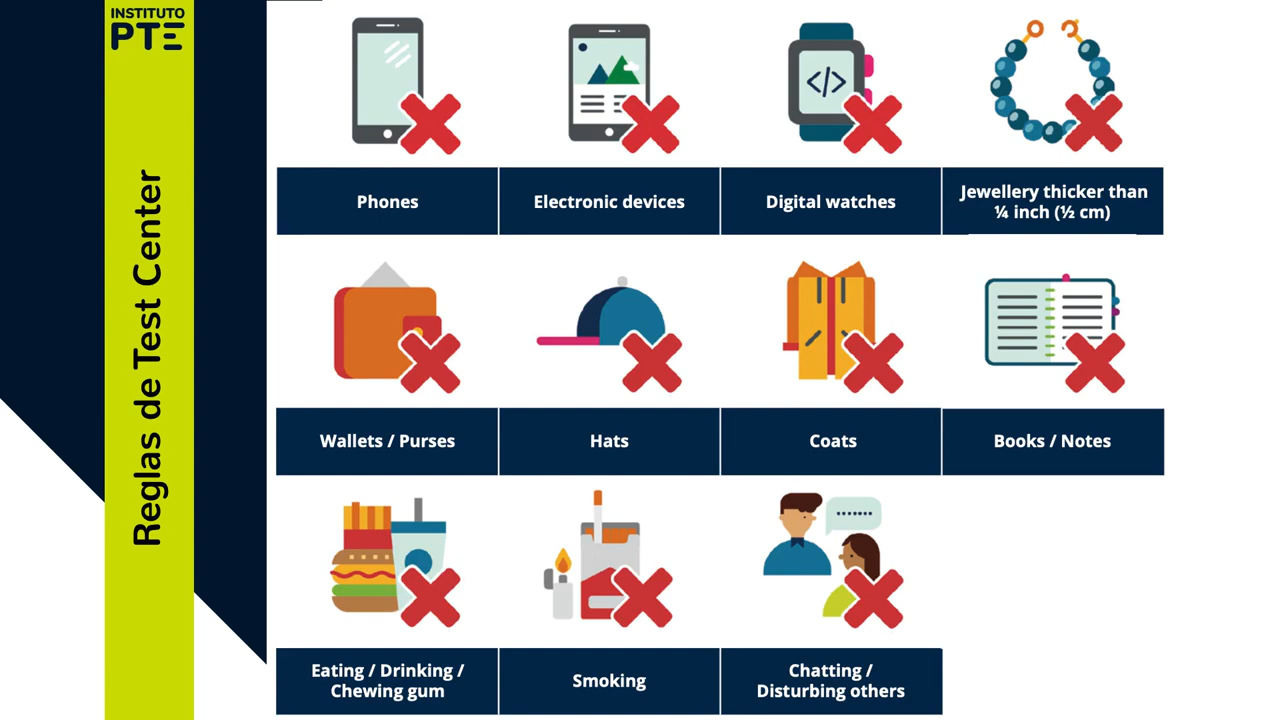 INSTITUTO
PTE
Reglas de Test Center
</>
Phones
Electronic devices
Digital watches
Jewellery thicker than
¼ inch (½ cm)
Wallets / Purses
Hats
Coats
Books / Notes
Eating / Drinking /
Chewing gum
Smoking
Chatting /
Disturbing others